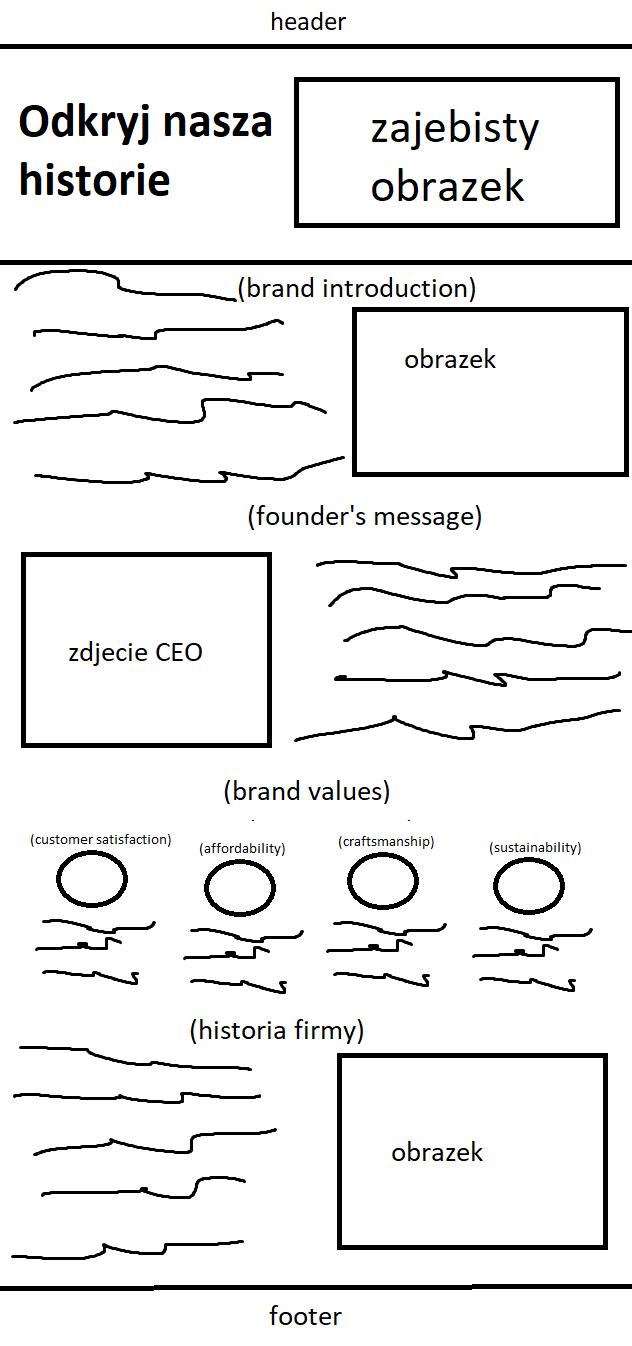 header
Odkryj nasza
historie
zajebisty
obrazek
(brand introduction)
obrazek
(founder's message)
zdjecie CEO
(brand values)
(customer satisfaction)
(affordability)
(craftsmanship)
(sustainability)
(historia firmy)
obrazek
footer